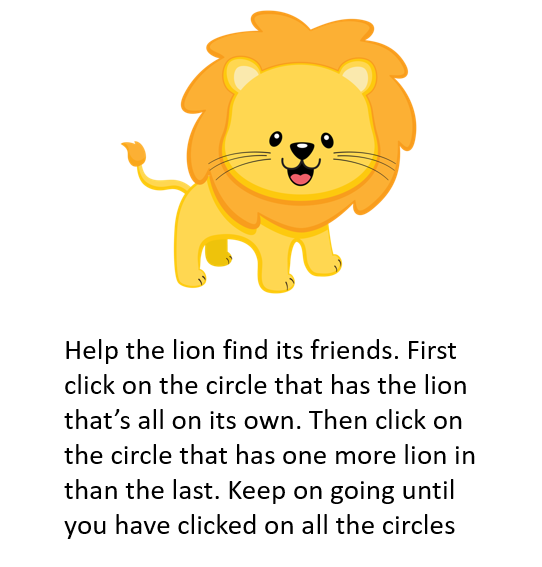 Help the lion find its friends. First
click on the circle that has the lion
that’s all on its own. Then click on
the circle that has one more lion in
than the last. Keep on going until
you have clicked on all the circles